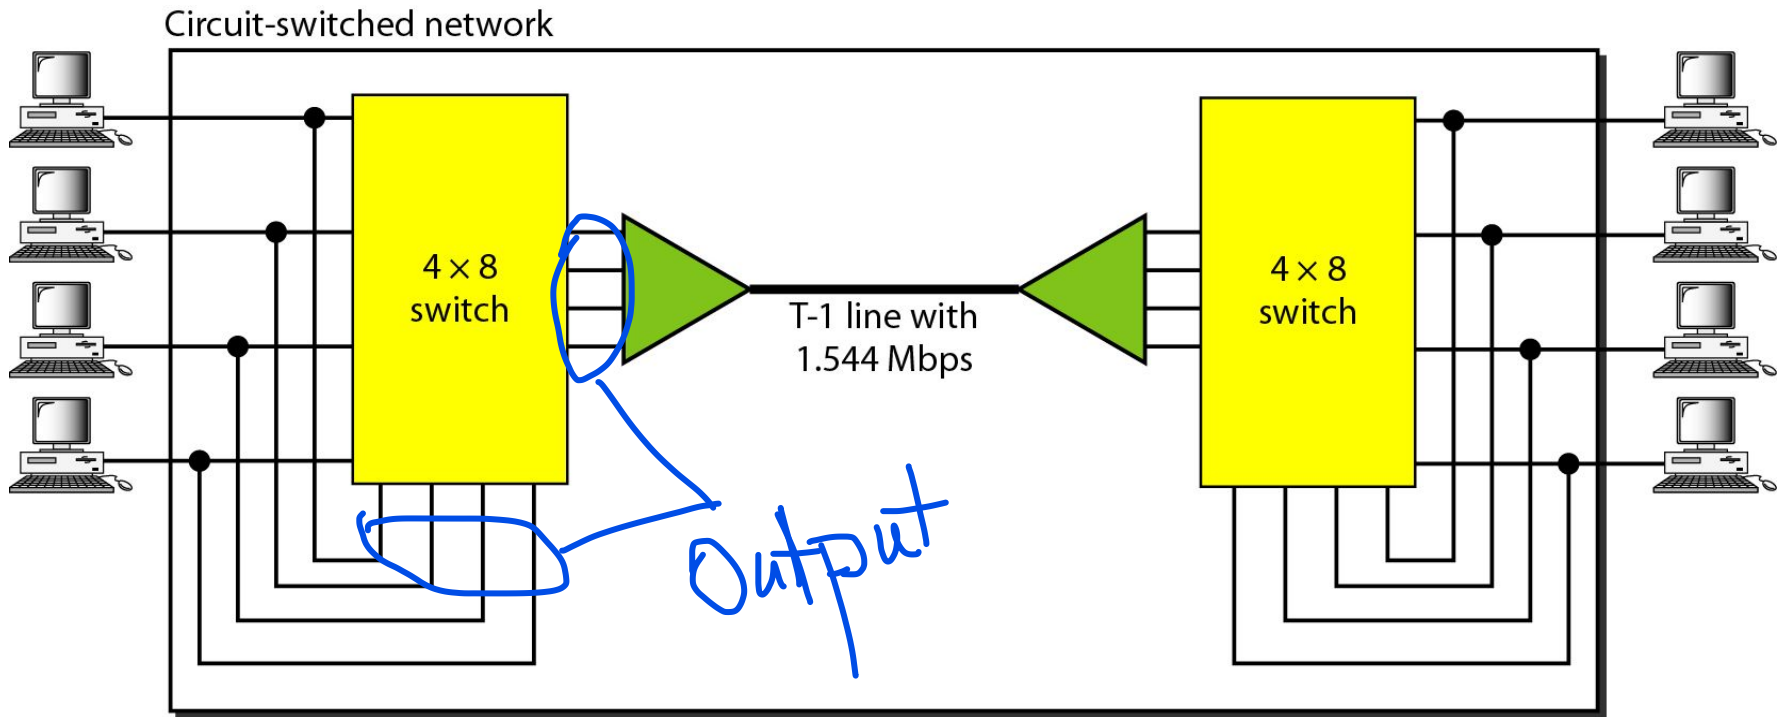 Circuit-switched network
4 × 8
switch
T-1 line with
1.544 Mbps
4 × 8
switch
Output